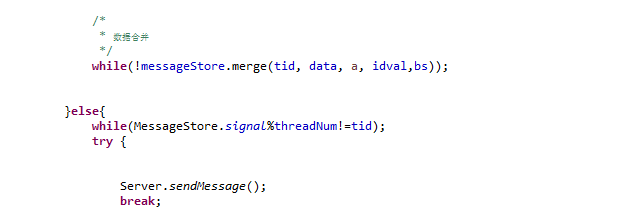 /*
* 数据合并
*/
while(!messageStore.merge(tid, data, a, idval,bs));
}else{
while(MessageStore.signal%threadNum!=tid);
try {
Server.sendMessage();
break;